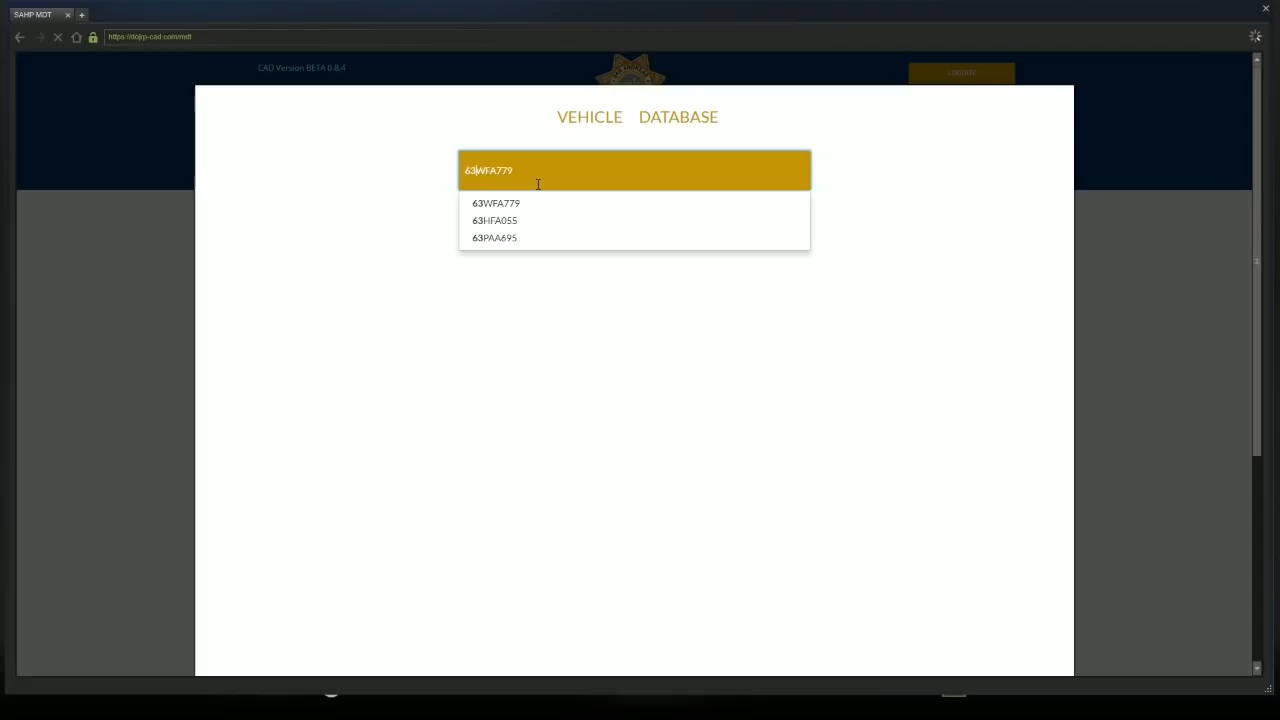 SAHP MDT
https://dojrp-cad.com/mdt
CAD Version BETA 0.8.4
LOGOUT
VEHICLE DATABASE
63WFA779
63WFA779
63HFA055
63PAA695